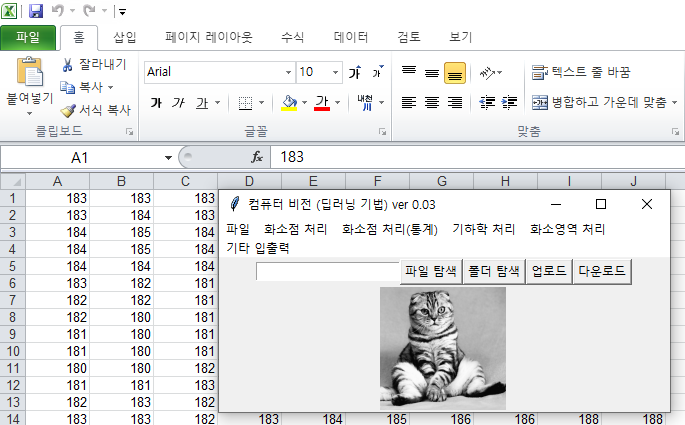 파일 홈 삽입 페이지 레이아웃 수식 데이터 검토 보기
붙여넣기 잘라내기 복사 서식 복사
Arial 10 가 가
가 가 가 가 내천
텍스트 줄 바꿈
병합하고 가운데 맞춤
클립보드 글꼴 맞춤
A1 fx 183
A B C D E F G H I J
1 183 183 183
2 183 184 183
3 184 185 184
4 184 185 184
5 184 184 184
6 183 182 181
7 182 182 181
8 182 180 181
9 181 180 181
10 181 180 181
11 180 180 182
12 181 181 183
13 182 183 182
14 183 183 182 183 184 185 186 186 188 188
컴퓨터 비전 (딥러닝 기법) ver 0.03
파일 화소점 처리 화소점 처리(통계) 기하학 처리 화소영역 처리
기타 입출력
파일 탐색 폴더 탐색 업로드 다운로드